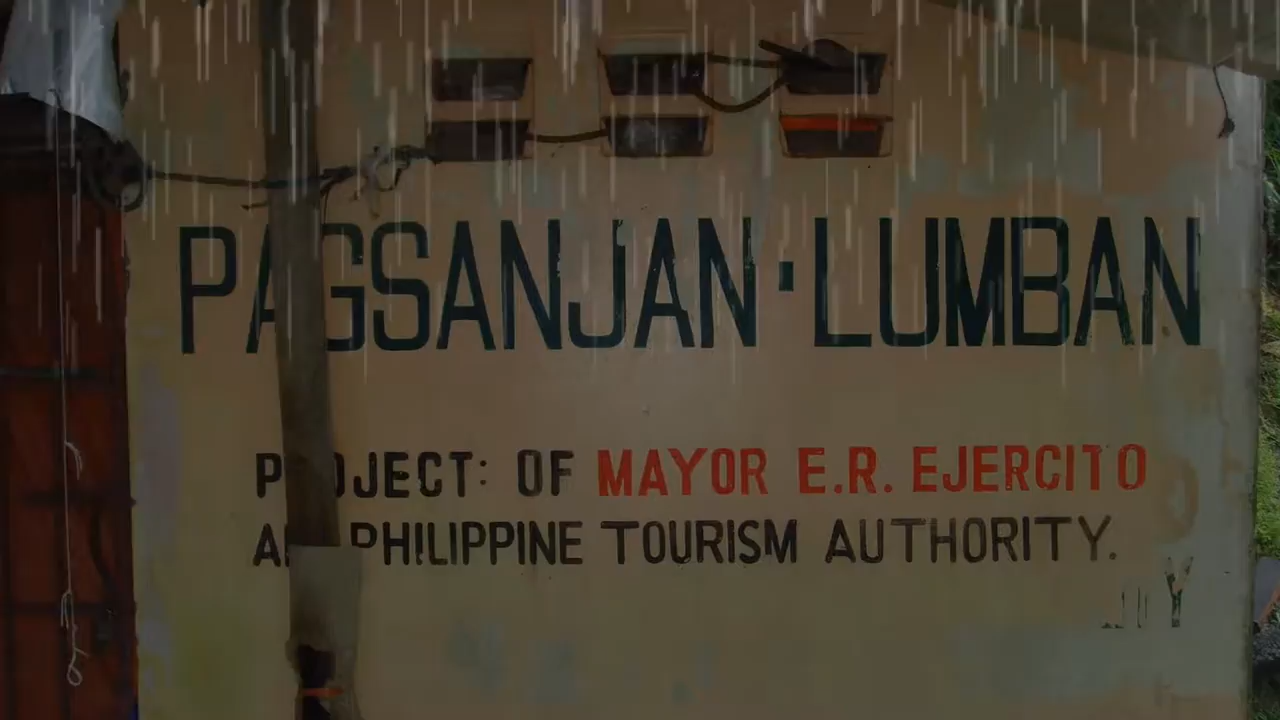 PAGSANJAN·LUMBAN
PROJECT: OF MAYOR E.R. EJERCITO
PHILIPPINE TOURISM AUTHORITY.